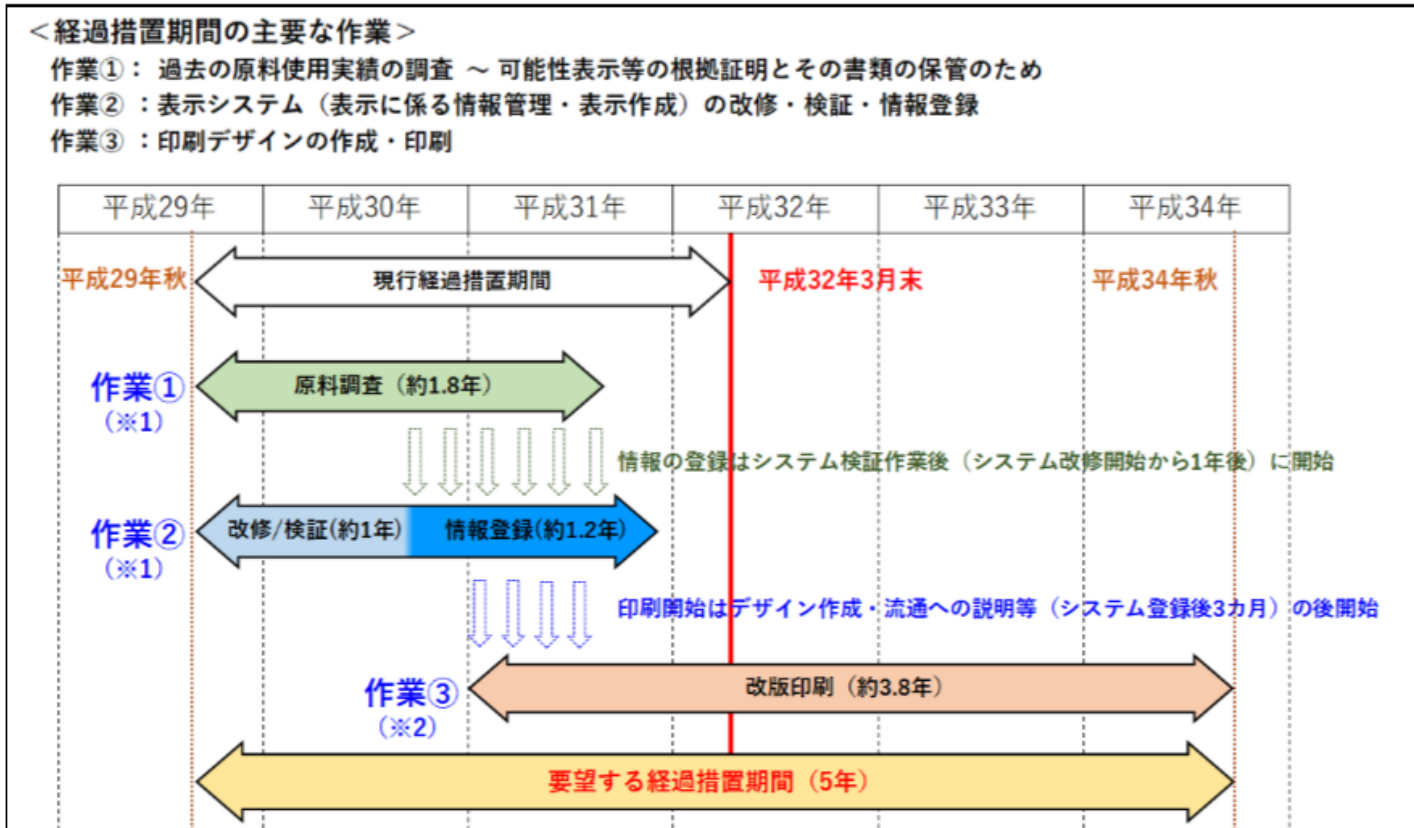 ＜経過措置期間の主要な作業＞
作業①： 過去の原料使用実績の調査 ～ 可能性表示等の根拠証明とその書類の保管のため
作業② ：表示システム（表示に係る情報管理・表示作成）の改修・検証・情報登録
作業③ ：印刷デザインの作成・印刷
平成29年 平成30年 平成31年 平成32年 平成33年 平成34年
平成29年秋 現行経過措置期間 平成32年3月末 平成34年秋
作業① 原料調査（約1.8年）
（※1）
情報の登録はシステム検証作業後（システム改修開始から1年後）に開始
作業② 改修/検証(約1年) 情報登録(約1.2年)
（※1）
印刷開始はデザイン作成・流通への説明等（システム登録後3カ月）の後開始
作業③ 改版印刷（約3.8年）
（※2）
要望する経過措置期間（5年）